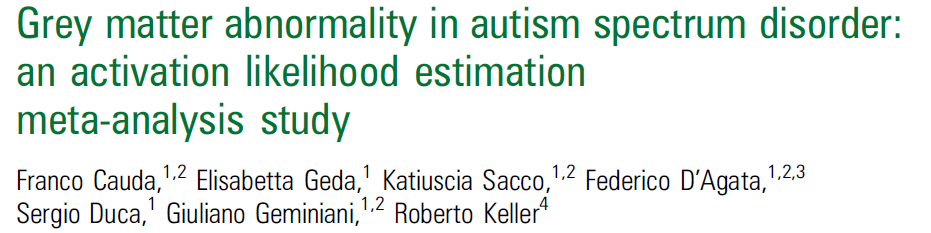 Grey matter abnormality in autism spectrum disorder:
an activation likelihood estimation
meta-analysis study
Franco Cauda,1,2 Elisabetta Geda,1 Katiuscia Sacco,1,2 Federico D'Agata,1,2,3
Sergio Duca,1 Giuliano Geminiani,1,2 Roberto Keller4